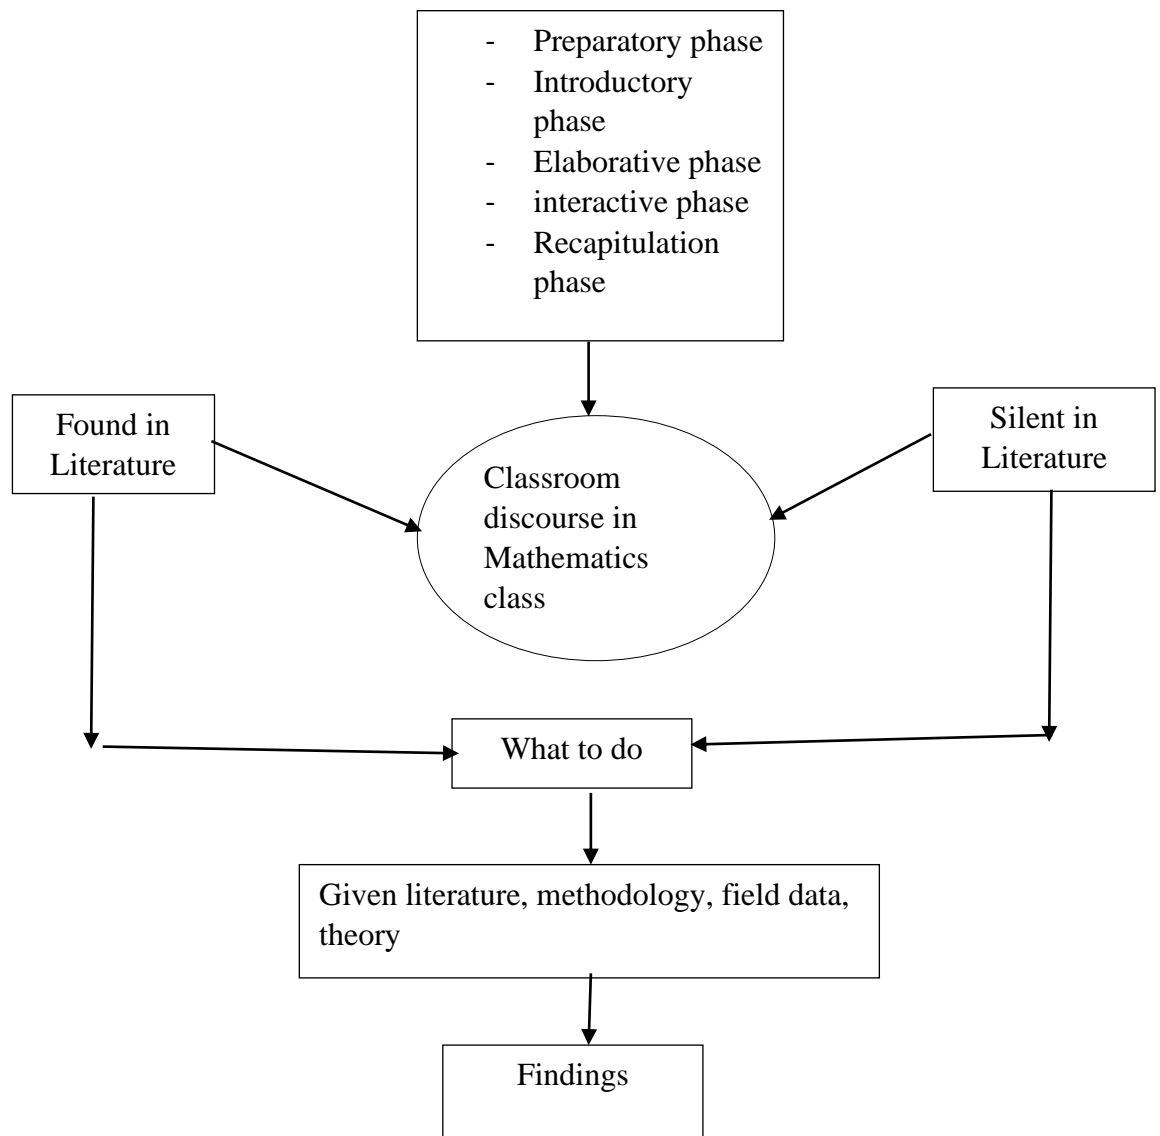 - Preparatory phase
- Introductory
phase
- Elaborative phase
- interactive phase
- Recapitulation
phase
Found in
Literature
Silent in
Literature
Classroom
discourse in
Mathematics
class
What to do
Given literature, methodology, field data,
theory
Findings